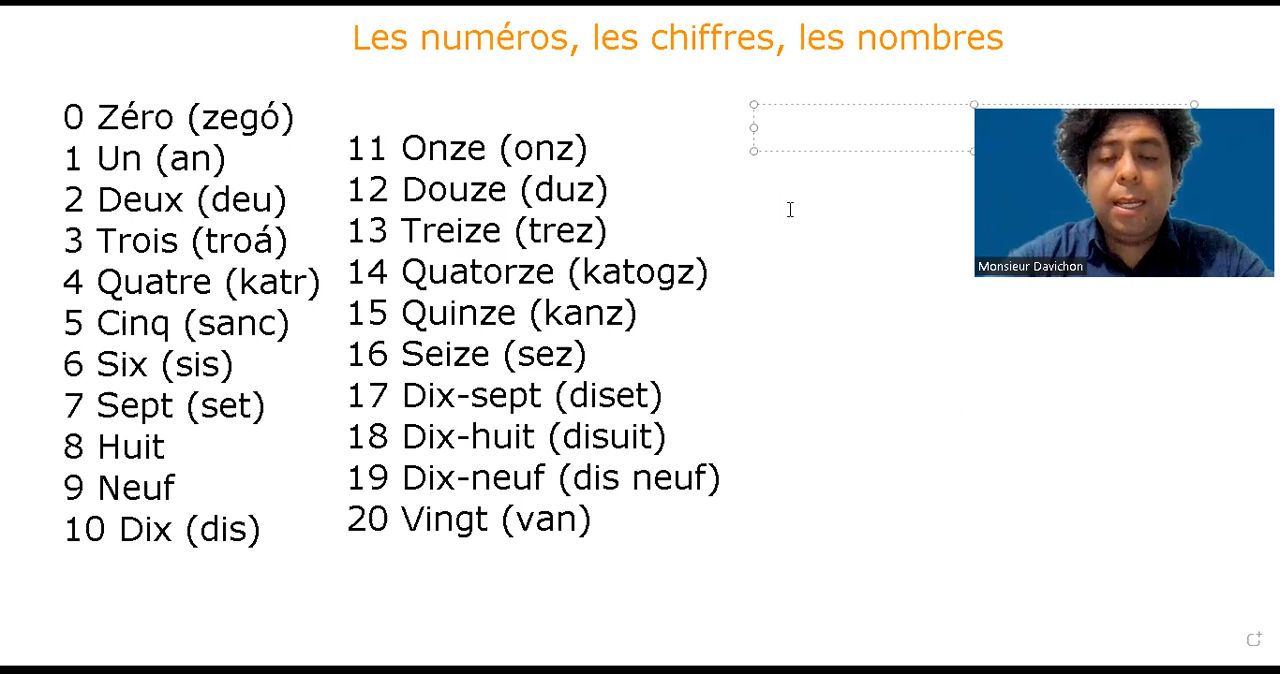 Les numéros, les chiffres, les nombres
0 Zéro (zegó)
1 Un (an)
2 Deux (deu)
3 Trois (troá)
4 Quatre (katr)
5 Cinq (sanc)
6 Six (sis)
7 Sept (set)
8 Huit
9 Neuf
10 Dix (dis)
11 Onze (onz)
12 Douze (duz)
13 Treize (trez)
14 Quatorze (katogz)
15 Quinze (kanz)
16 Seize (sez)
17 Dix-sept (diset)
18 Dix-huit (disuit)
19 Dix-neuf (dis neuf)
20 Vingt (van)
Monsieur Davichon